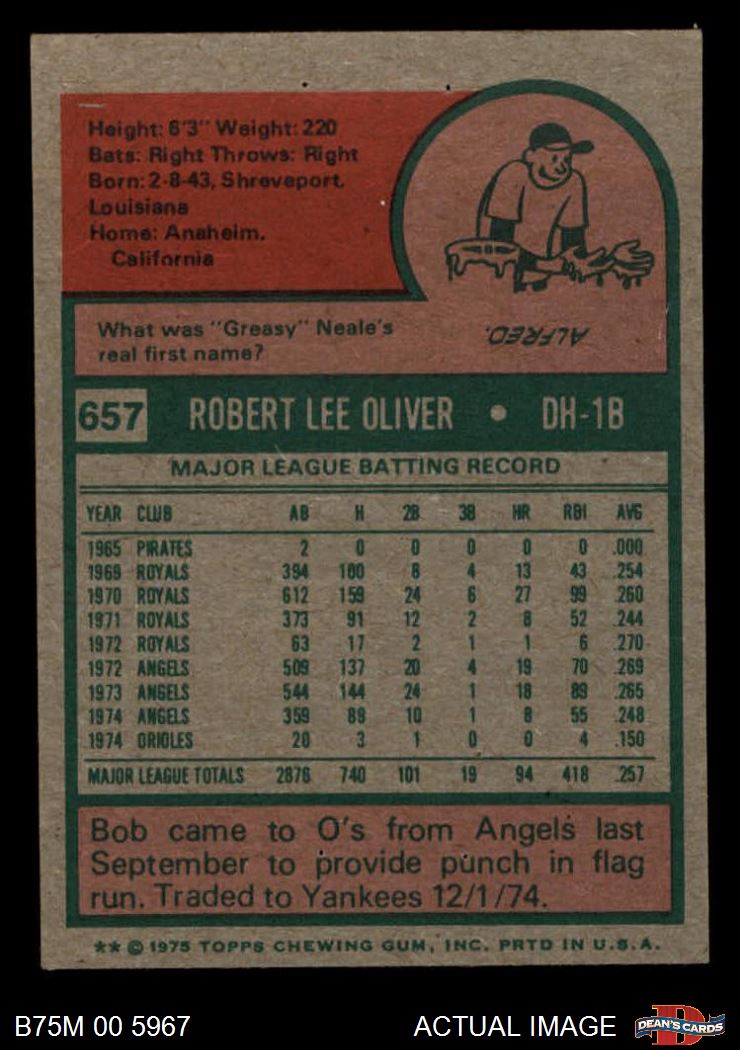 Height: 6'3" Weight: 220
Bats: Right Throws: Right
Born: 2-8-43, Shreveport,
Louisiana
Home: Anaheim,
California
What was "Greasy" Neale's
real first name?
ALFRED.
657 ROBERT LEE OLIVER • DH-1B
MAJOR LEAGUE BATTING RECORD
YEAR CLUB AB H 2B 3B HR RBI AVG
1965 PIRATES 2 0 0 0 0 0 .000
1969 ROYALS 394 100 8 4 13 43 .254
1970 ROYALS 612 159 24 6 27 99 .260
1971 ROYALS 373 91 12 2 8 52 .244
1972 ROYALS 63 17 2 1 1 6 .270
1972 ANGELS 509 137 20 4 19 70 .269
1973 ANGELS 544 144 24 1 18 89 .265
1974 ANGELS 359 89 10 1 8 55 .248
1974 ORIOLES 20 3 1 0 0 4 .150
MAJOR LEAGUE TOTALS 2876 740 101 19 94 418 .257
Bob came to O's from Angels last
September to provide punch in flag
run. Traded to Yankees 12/1/74.
** © 1975 TOPPS CHEWING GUM, INC. PRTD IN U.S.A.
B75M 00 5967 ACTUAL IMAGE D DEAN'S CARDS